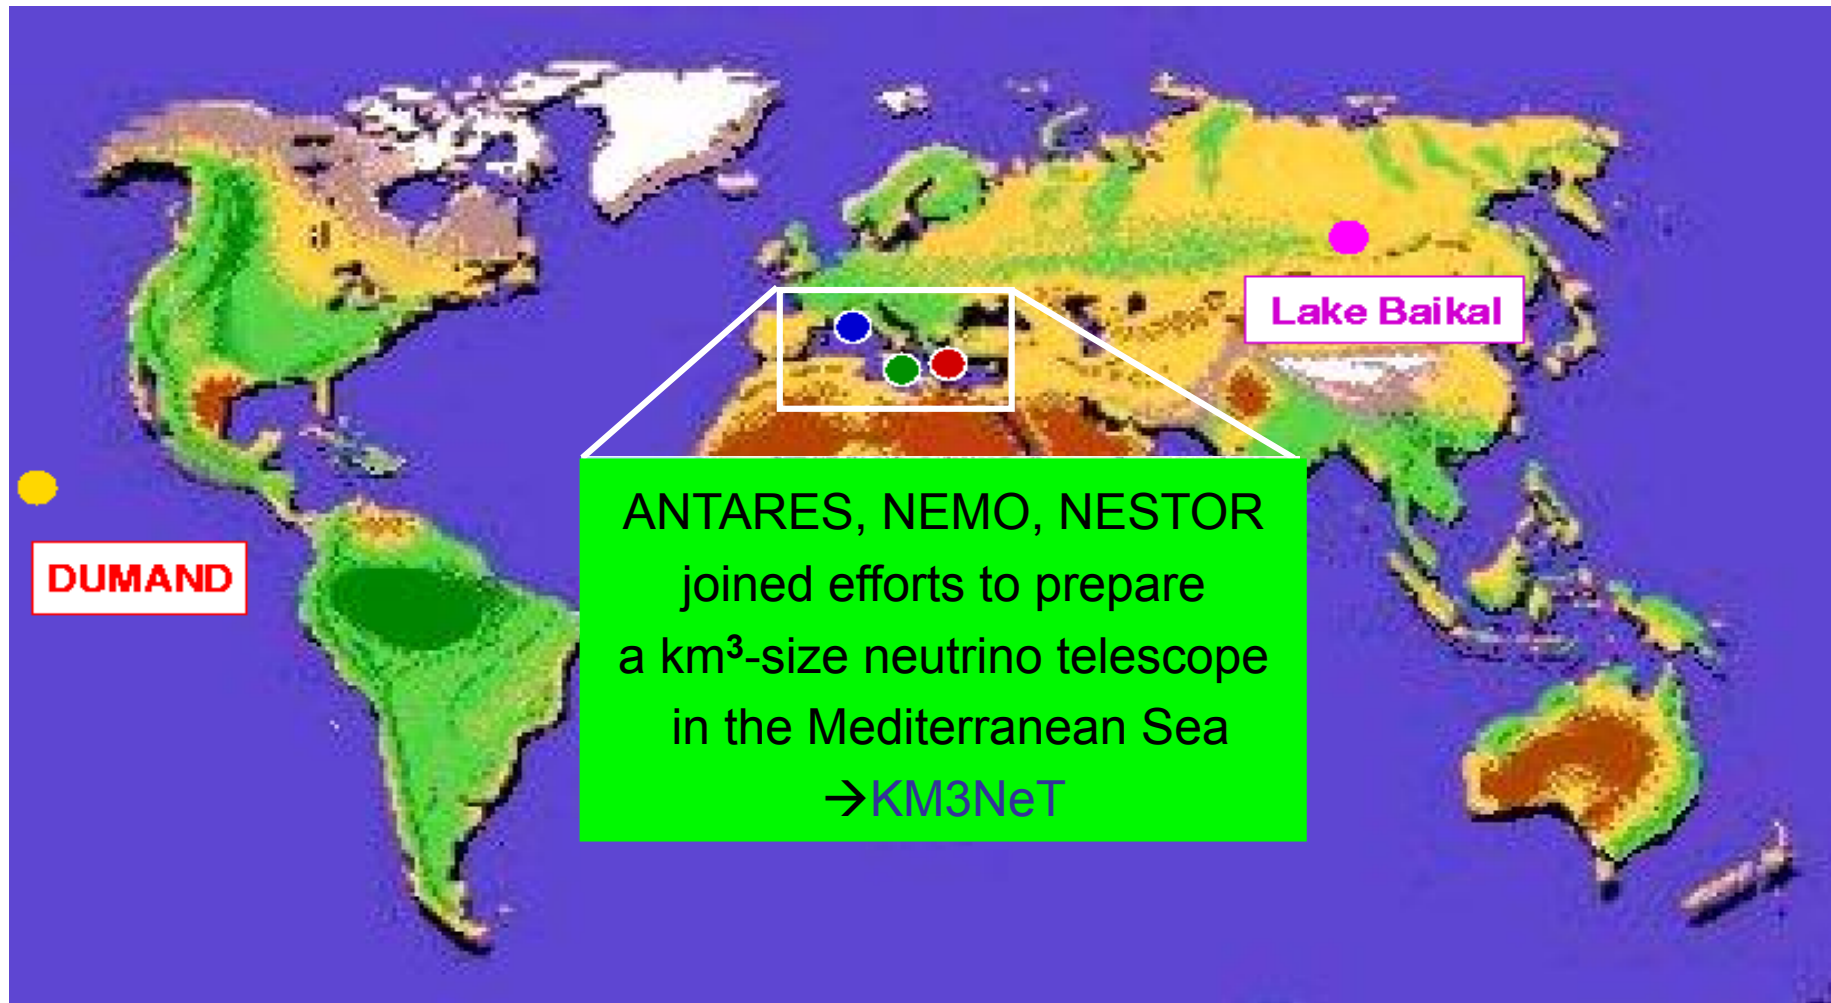 Lake Baikal
DUMAND
ANTARES, NEMO, NESTOR
joined efforts to prepare
a km³-size neutrino telescope
in the Mediterranean Sea
→KM3NeT